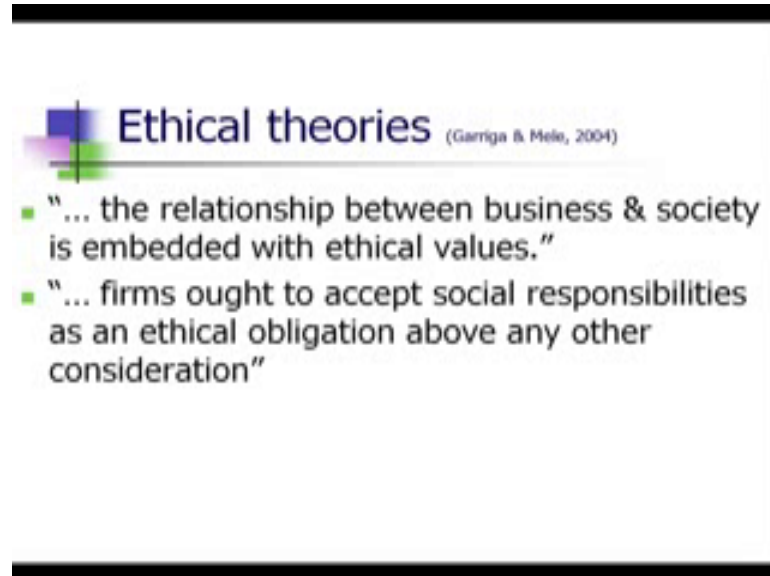 Ethical theories (Garriga & Mele, 2004)
"... the relationship between business & society
is embedded with ethical values."
"... firms ought to accept social responsibilities
as an ethical obligation above any other
consideration"